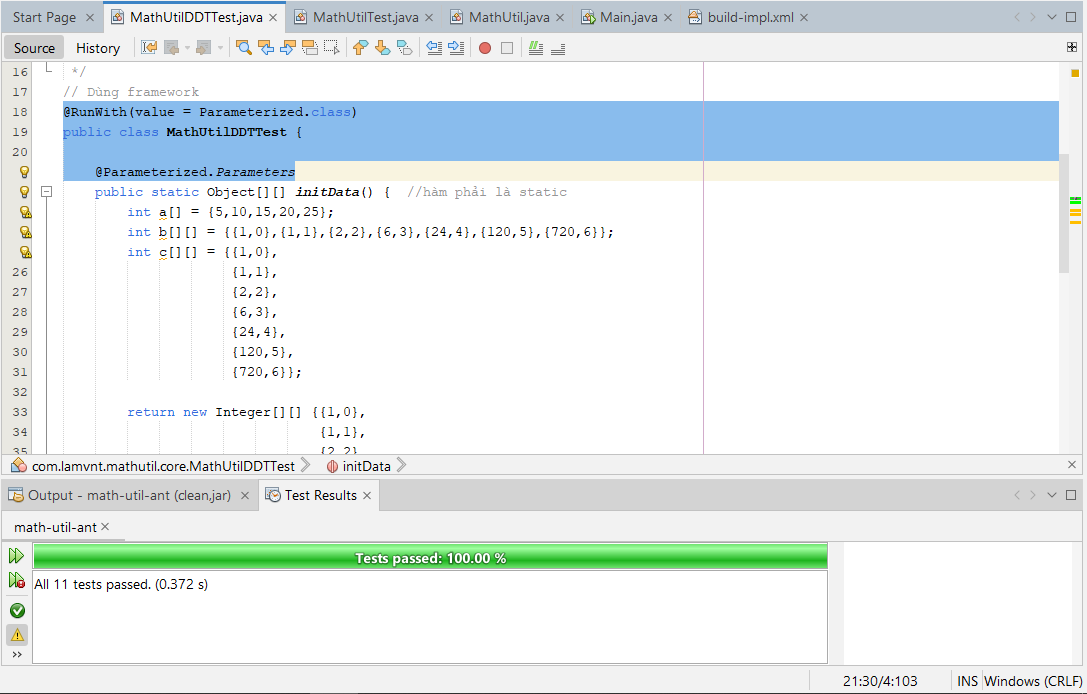 Start Page
MathUtilDDTTest.java
MathUtilTest.java
MathUtil.java
Main.java
build-impl.xml
Source
History
16 */
17 // Dùng framework
18 @RunWith(value = Parameterized.class)
19 public class MathUtilDDTTest {
20
@Parameterized.Parameters
public static Object[][] initData() { //hàm phải là static
int a[] = {5,10,15,20,25};
int b[][] = {{1,0},{1,1},{2,2},{6,3},{24,4},{120,5},{720,6}};
int c[][] = {{1,0},
26 {1,1},
27 {2,2},
28 {6,3},
29 {24,4},
30 {120,5},
31 {720,6}};
32
33 return new Integer[][] {{1,0},
34 {1,1},
35 {2,2}
com.lamvnt.mathutil.core.MathUtilDDTTest
initData
Output - math-util-ant (clean,jar)
Test Results
math-util-ant
Tests passed: 100.00 %
All 11 tests passed. (0.372 s)
21:30/4:103
INS
Windows (CRLF)